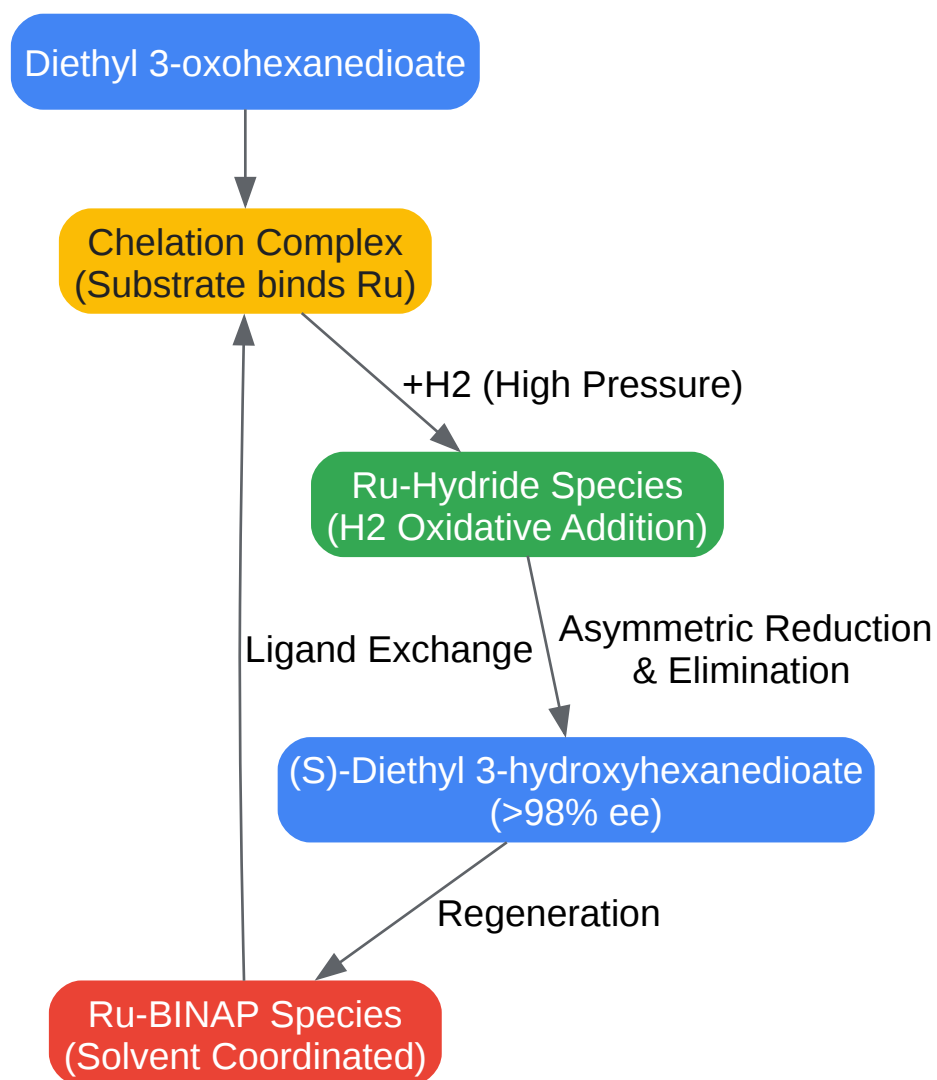 Diethyl 3-oxohexanedioate
Chelation Complex
(Substrate binds Ru)
+H2 (High Pressure)
Ru-Hydride Species
(H2 Oxidative Addition)
Ligand Exchange
Asymmetric Reduction
& Elimination
(S)-Diethyl 3-hydroxyhexanedioate
(>98% ee)
Regeneration
Ru-BINAP Species
(Solvent Coordinated)